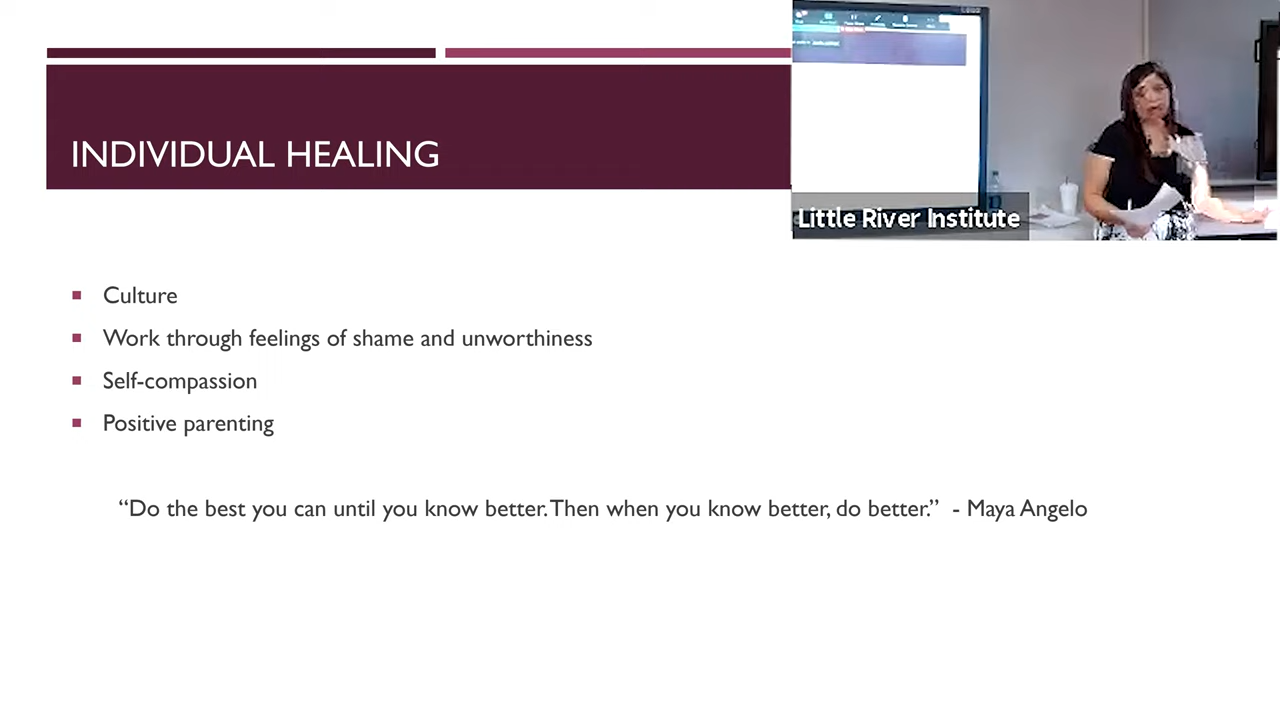 INDIVIDUAL HEALING
Little River Institute
Culture
Work through feelings of shame and unworthiness
Self-compassion
Positive parenting
“Do the best you can until you know better. Then when you know better, do better.” - Maya Angelo